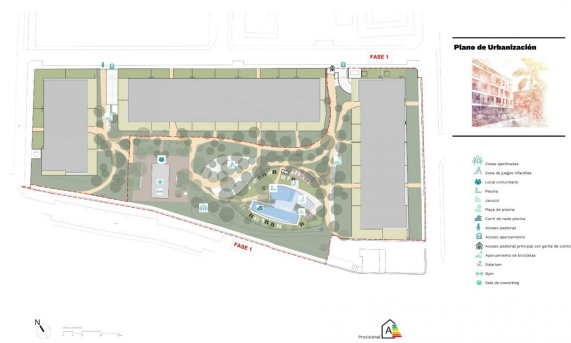 FASE 1
Plano de Urbanización
FASE 1
Zonas ajardinadas
Zona de juegos infantiles
Local comunitario
Piscina
Jacuzzi
Playa de piscina
Carril de nado piscina
Acceso peatonal
Acceso aparcamiento
Acceso peatonal principal con garita de control
Aparcamiento de bicicletas
Solarium
Gym
Sala de coworking
N
Provisional
A